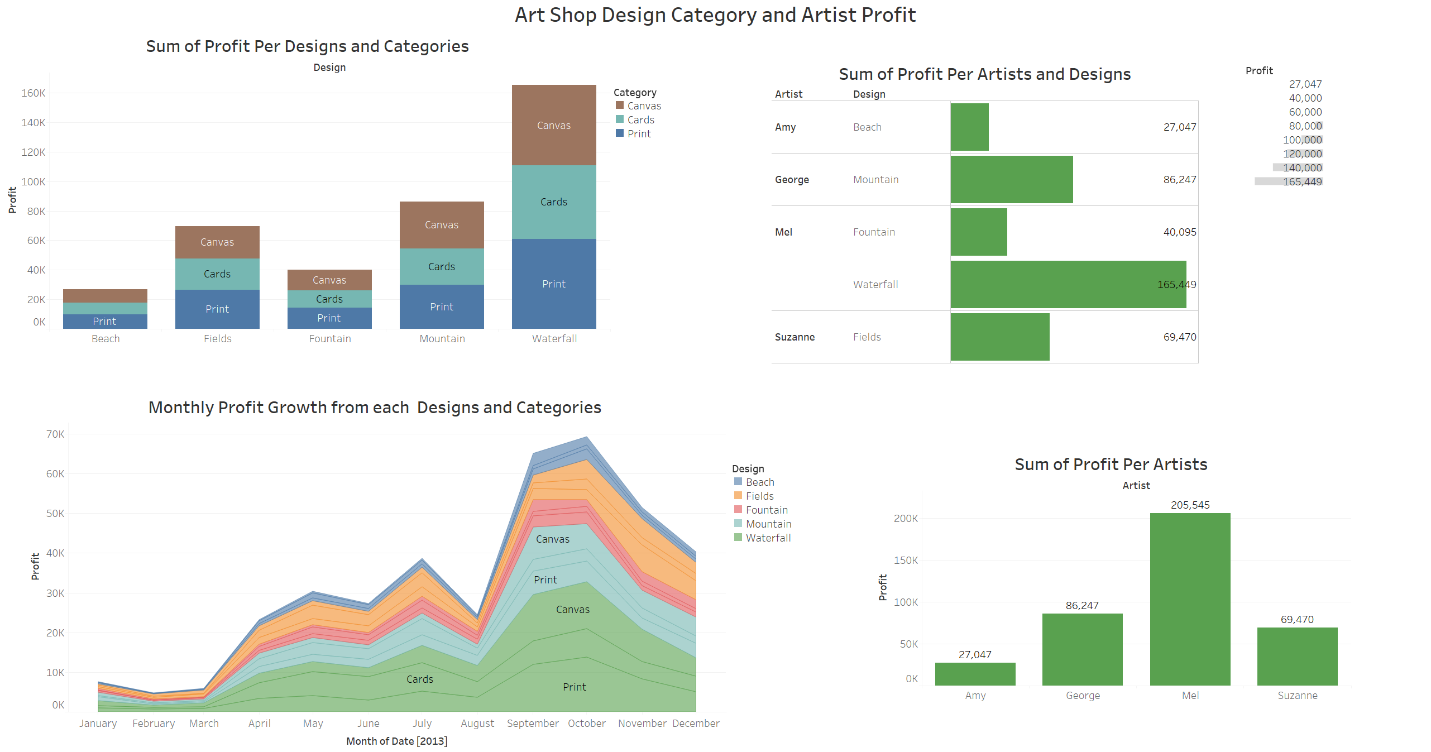 Art Shop Design Category and Artist Profit
Sum of Profit Per Designs and Categories
Design
Profit
160K
140K
120K
100K
80K
60K
40K
20K
0K
Canvas
Cards
Print
Canvas
Cards
Print
Canvas
Cards
Print
Canvas
Cards
Print
Print
Beach Fields Fountain Mountain Waterfall
Category
Canvas
Cards
Print
Sum of Profit Per Artists and Designs
Artist Design
Amy Beach 27,047
George Mountain 86,247
Mel Fountain 40,095
Waterfall 165,449
Suzanne Fields 69,470
Profit
27,047
40,000
60,000
80,000
100,000
120,000
140,000
165,449
Monthly Profit Growth from each Designs and Categories
Profit
70K
60K
50K
40K
30K
20K
10K
0K
Canvas
Print
Canvas
Cards
Print
January February March April May June July August September October November December
Month of Date [2013]
Design
Beach
Fields
Fountain
Mountain
Waterfall
Sum of Profit Per Artists
Artist
Profit
200K
150K
100K
50K
0K
27,047
86,247
205,545
69,470
Amy George Mel Suzanne